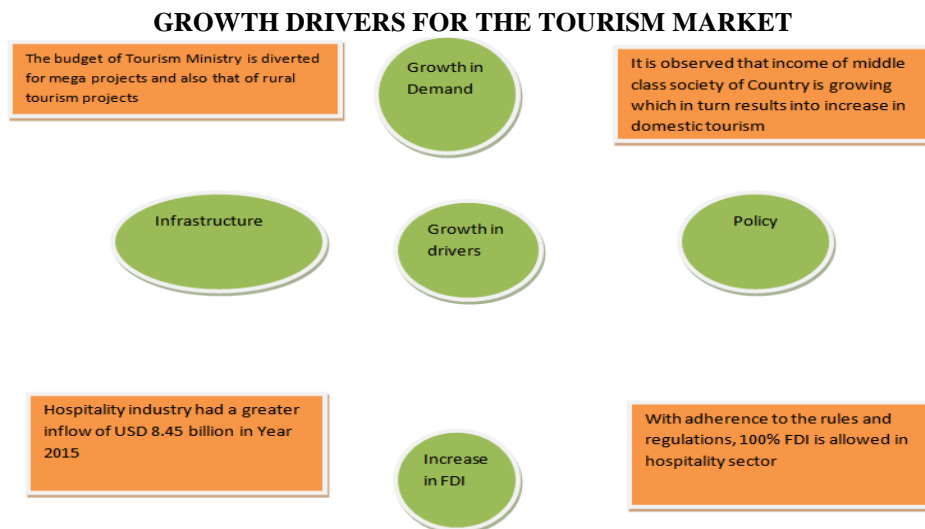 GROWTH DRIVERS FOR THE TOURISM MARKET
The budget of Tourism Ministry is diverted
for mega projects and also that of rural
tourism projects
Growth in
Demand
It is observed that income of middle
class society of Country is growing
which in turn results into increase in
domestic tourism
Infrastructure
Growth in
drivers
Policy
Hospitality industry had a greater
inflow of USD 8.45 billion in Year
2015
Increase
in FDI
With adherence to the rules and
regulations, 100% FDI is allowed in
hospitality sector